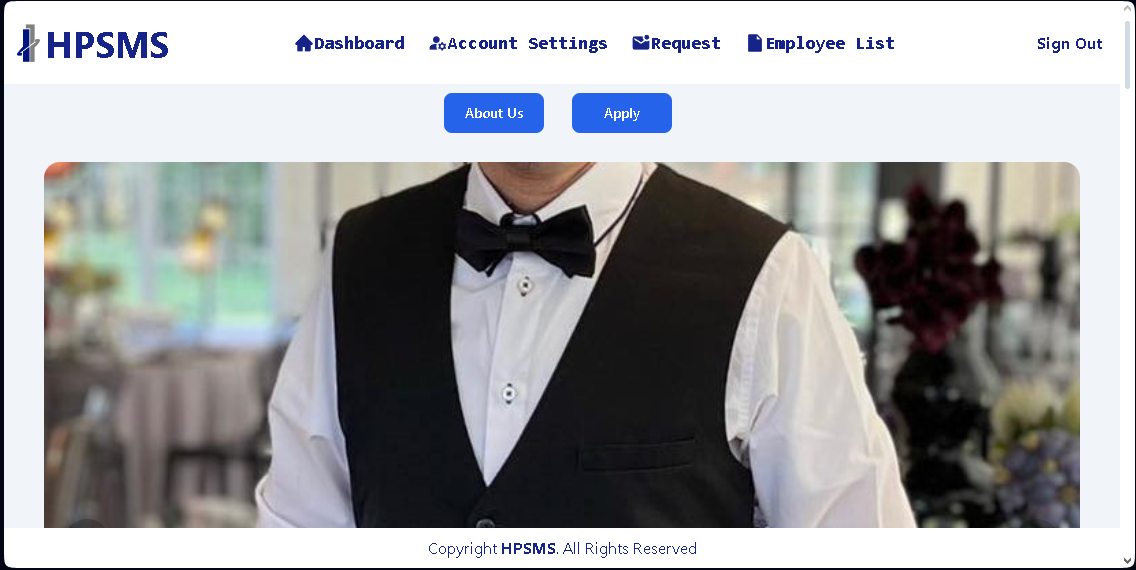 HPSMS
Dashboard Account Settings Request Employee List Sign Out
About Us Apply
Copyright HPSMS. All Rights Reserved